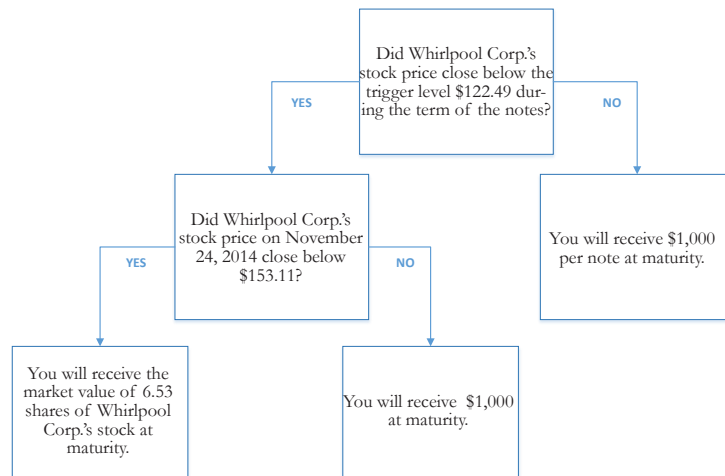 Did Whirlpool Corp.'s
stock price close below the
trigger level $122.49 dur-
ing the term of the notes?
YES
NO
Did Whirlpool Corp.'s
stock price on November
24, 2014 close below
$153.11?
You will receive $1,000
per note at maturity.
YES
NO
You will receive the
market value of 6.53
shares of Whirlpool
Corp.'s stock at
maturity.
You will receive $1,000
at maturity.